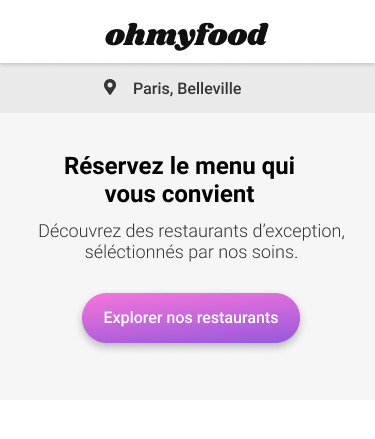 ohmyfood
Paris, Belleville
Réservez le menu qui
vous convient
Découvrez des restaurants d’exception,
séléctionnés par nos soins.
Explorer nos restaurants